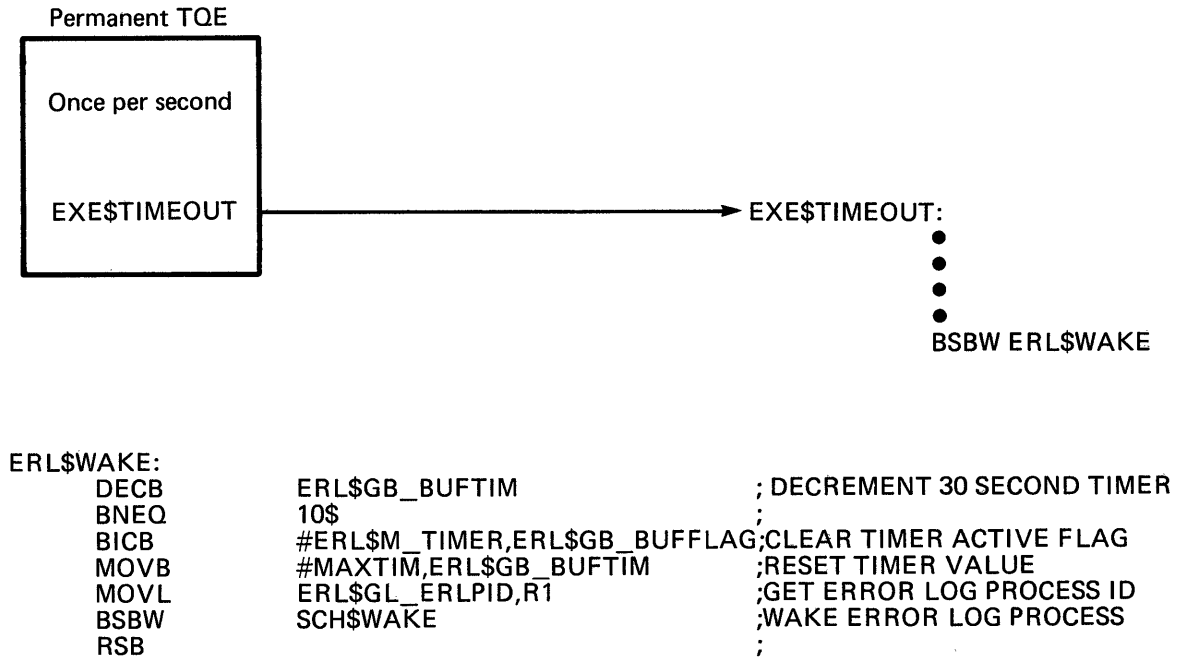 Permanent TQE
Once per second
EXE$TIMEOUT
EXE$TIMEOUT:
BSBW ERL$WAKE
ERL$WAKE:
DECB ERL$GB_BUFTIM ; DECREMENT 30 SECOND TIMER
BNEQ 10$ ;
BICB #ERL$M_TIMER,ERL$GB_BUFFLAG;CLEAR TIMER ACTIVE FLAG
MOVB #MAXTIM,ERL$GB_BUFTIM ;RESET TIMER VALUE
MOVL ERL$GL_ERLPID,R1 ;GET ERROR LOG PROCESS ID
BSBW SCH$WAKE ;WAKE ERROR LOG PROCESS
RSB ;